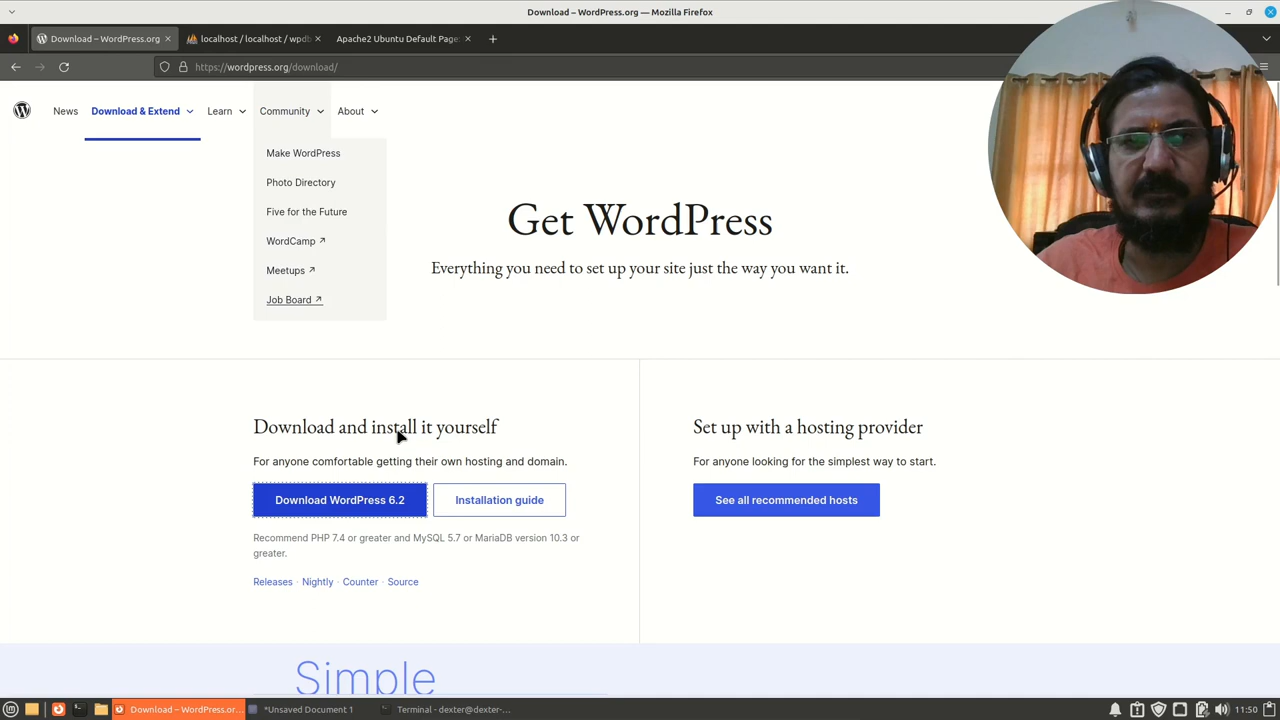 Download – WordPress.org — Mozilla Firefox
Download – WordPress.org
localhost / localhost / wpdb
Apache2 Ubuntu Default Page:
https://wordpress.org/download/
News
Download & Extend
Learn
Community
About
Make WordPress
Photo Directory
Five for the Future
WordCamp ↗
Meetups ↗
Job Board ↗
Get WordPress
Everything you need to set up your site just the way you want it.
Download and install it yourself
For anyone comfortable getting their own hosting and domain.
Download WordPress 6.2
Installation guide
Recommend PHP 7.4 or greater and MySQL 5.7 or MariaDB version 10.3 or
greater.
Releases · Nightly · Counter · Source
Set up with a hosting provider
For anyone looking for the simplest way to start.
See all recommended hosts
Simple
Download – WordPress.or...
*Unsaved Document 1
Terminal - dexter@dexter-...
11:50